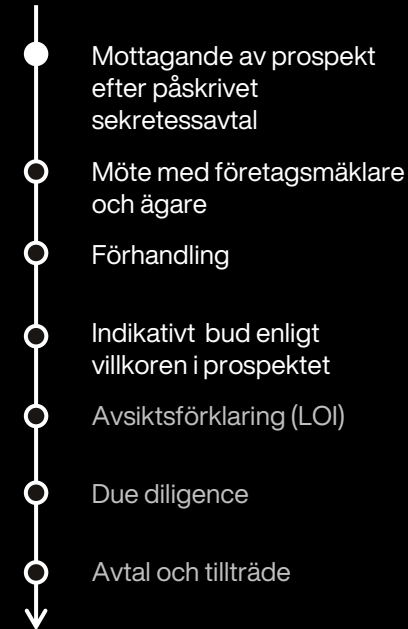 Mottagande av prospekt
efter påskrivet
sekretessavtal
Möte med företagsmäklare
och ägare
Förhandling
Indikativt bud enligt
villkoren i prospektet
Avsiktsförklaring (LOI)
Due diligence
Avtal och tillträde